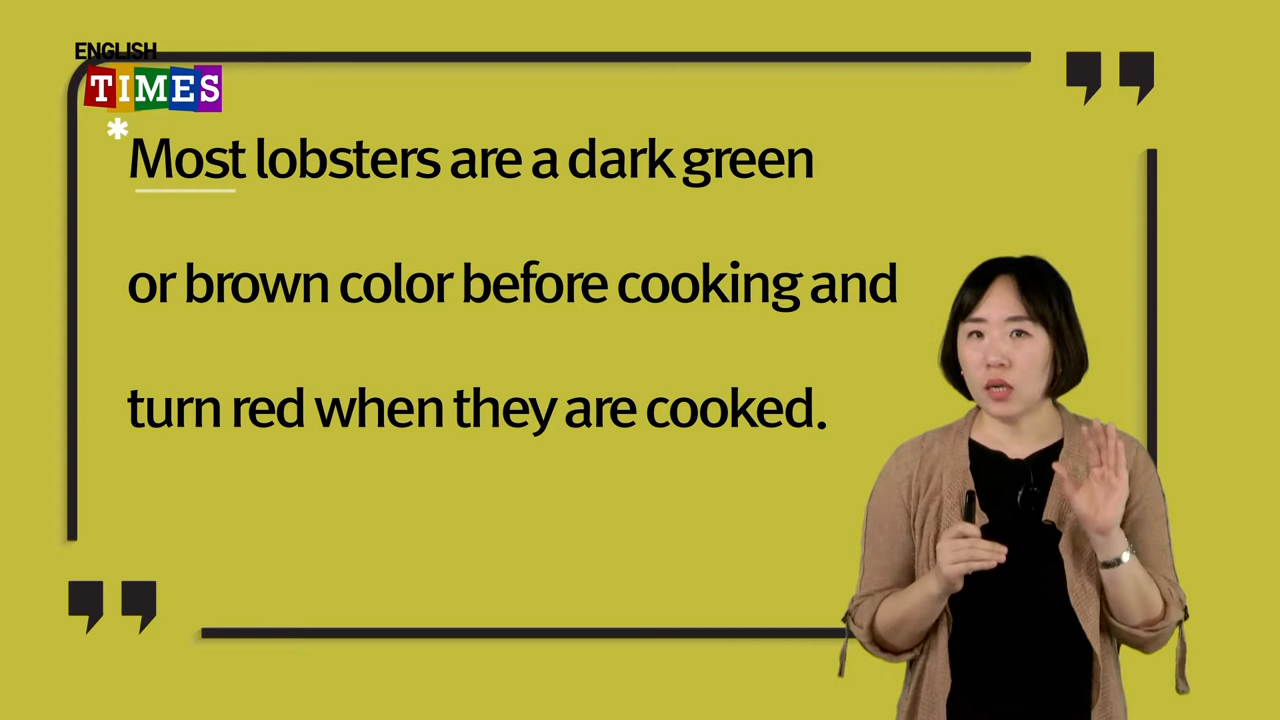 ENGLISH
TIMES
*Most lobsters are a dark green
or brown color before cooking and
turn red when they are cooked.